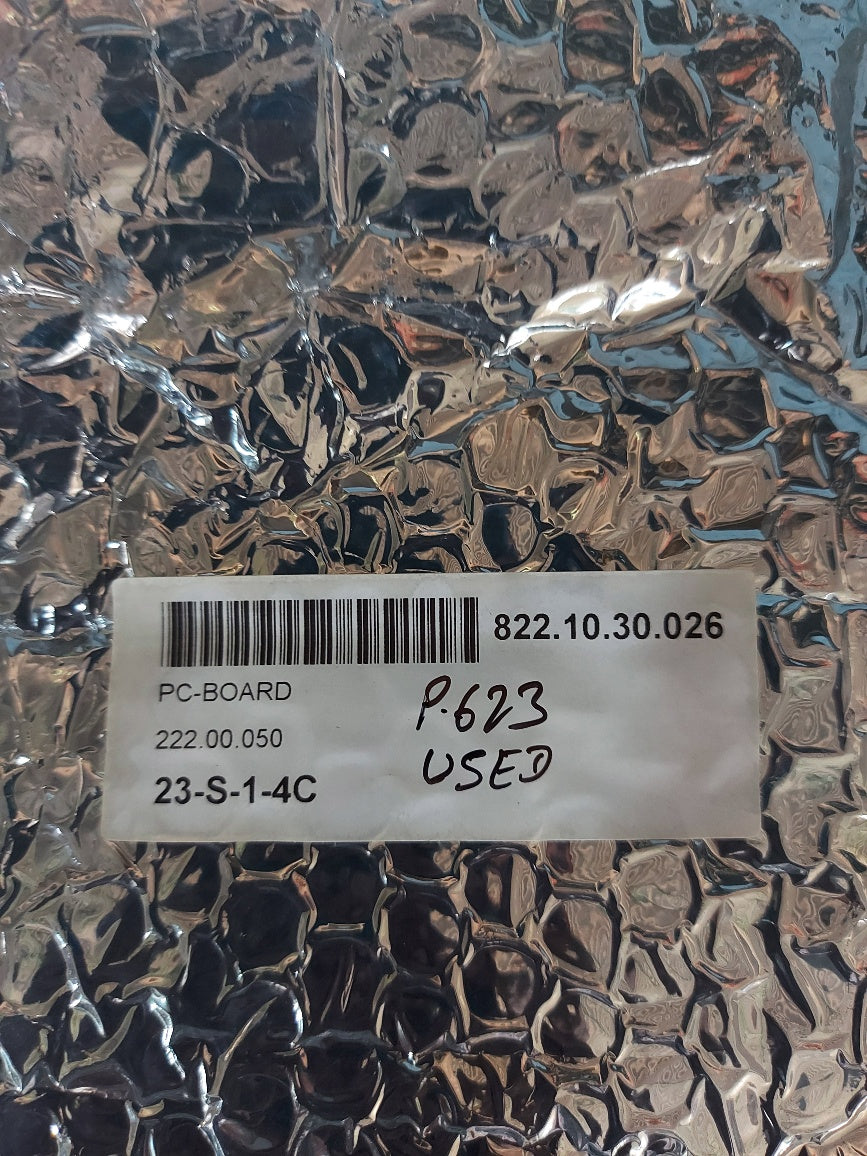 822.10.30.026
PC-BOARD
P.623
222.00.050
USED
23-S-1-4C